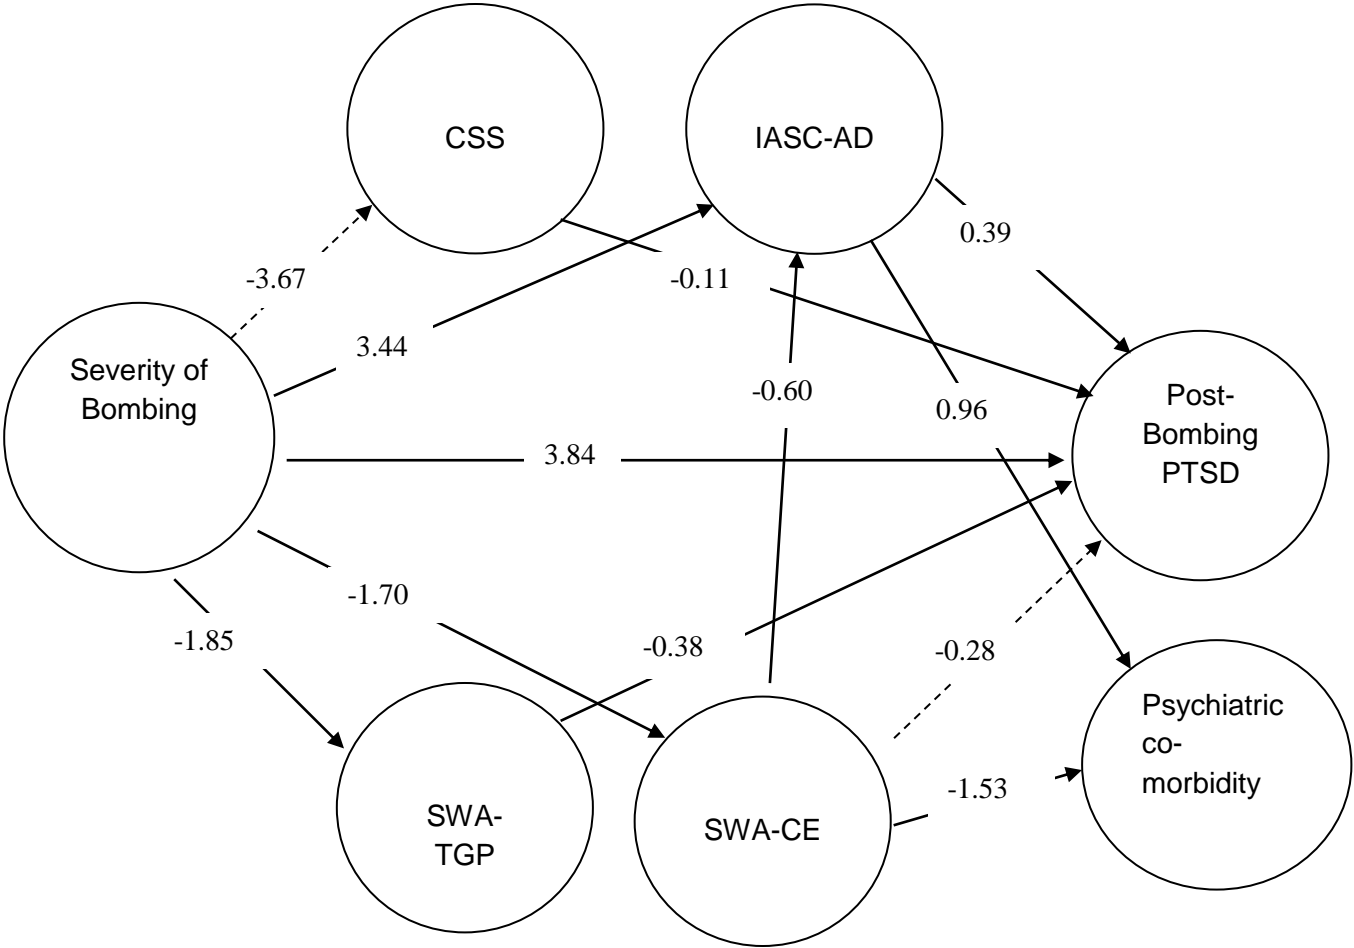 CSS
IASC-AD
0.39
-3.67
-0.11
3.44
Severity of
Bombing
-0.60
0.96
Post-
Bombing
PTSD
3.84
-1.70
-1.85
-0.38
-0.28
Psychiatric
co-
morbidity
-1.53
SWA-
TGP
SWA-CE